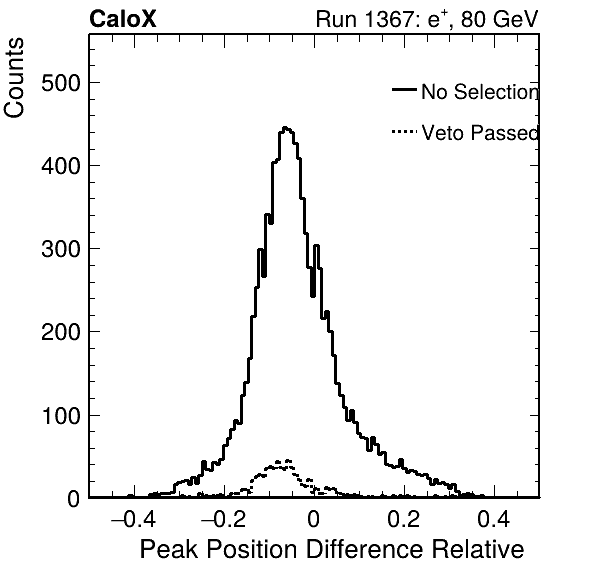 CaloX Run 1367: e⁺, 80 GeV
Counts
500
400
300
200
100
0
No Selection
Veto Passed
−0.4 −0.2 0 0.2 0.4
Peak Position Difference Relative